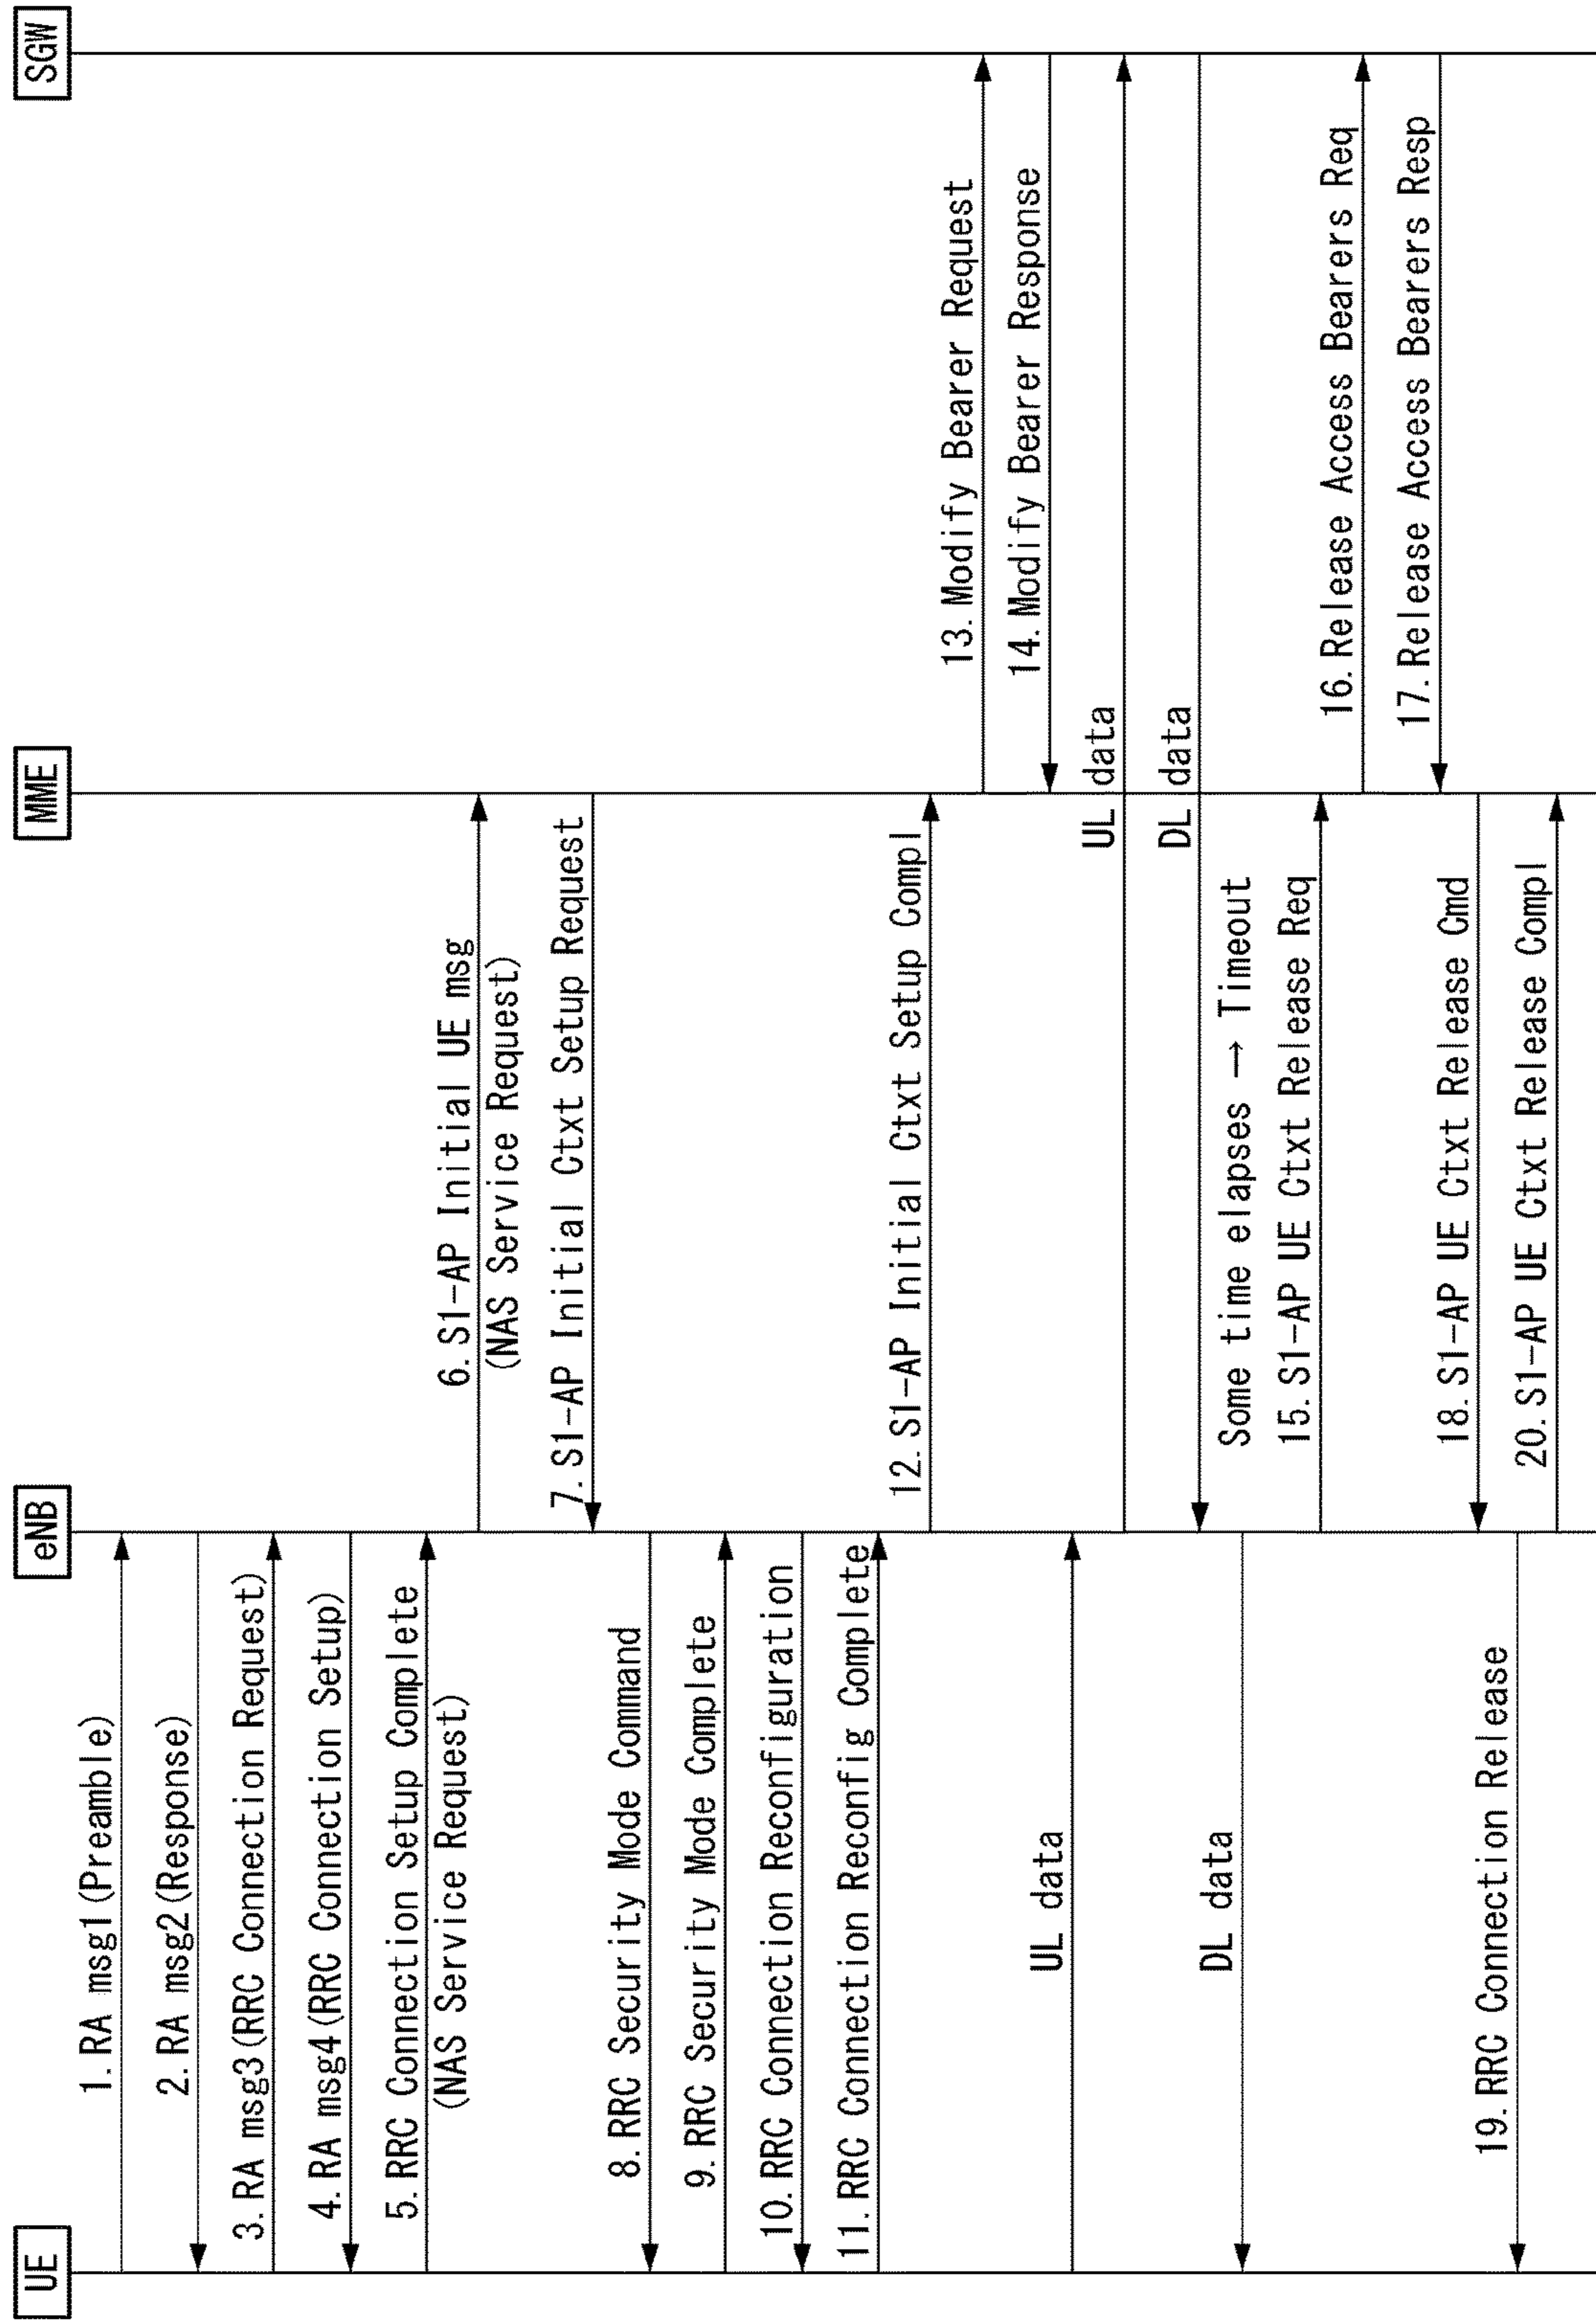 UE
eNB
MME
SGW
1. RA msg1(Preamble)
2. RA msg2(Response)
3. RA msg3(RRC Connection Request)
4. RA msg4(RRC Connection Setup)
5. RRC Connection Setup Complete
(NAS Service Request)
6. S1-AP Initial UE msg
(NAS Service Request)
7. S1-AP Initial Ctxt Setup Request
8. RRC Security Mode Command
9. RRC Security Mode Complete
10. RRC Connection Reconfiguration
11. RRC Connection Reconfig Complete
12. S1-AP Initial Ctxt Setup Compl
13. Modify Bearer Request
14. Modify Bearer Response
UL data
UL data
DL data
DL data
Some time elapses → Timeout
15. S1-AP UE Ctxt Release Req
16. Release Access Bearers Req
17. Release Access Bearers Resp
18. S1-AP UE Ctxt Release Cmd
19. RRC Connection Release
20. S1-AP UE Ctxt Release Compl